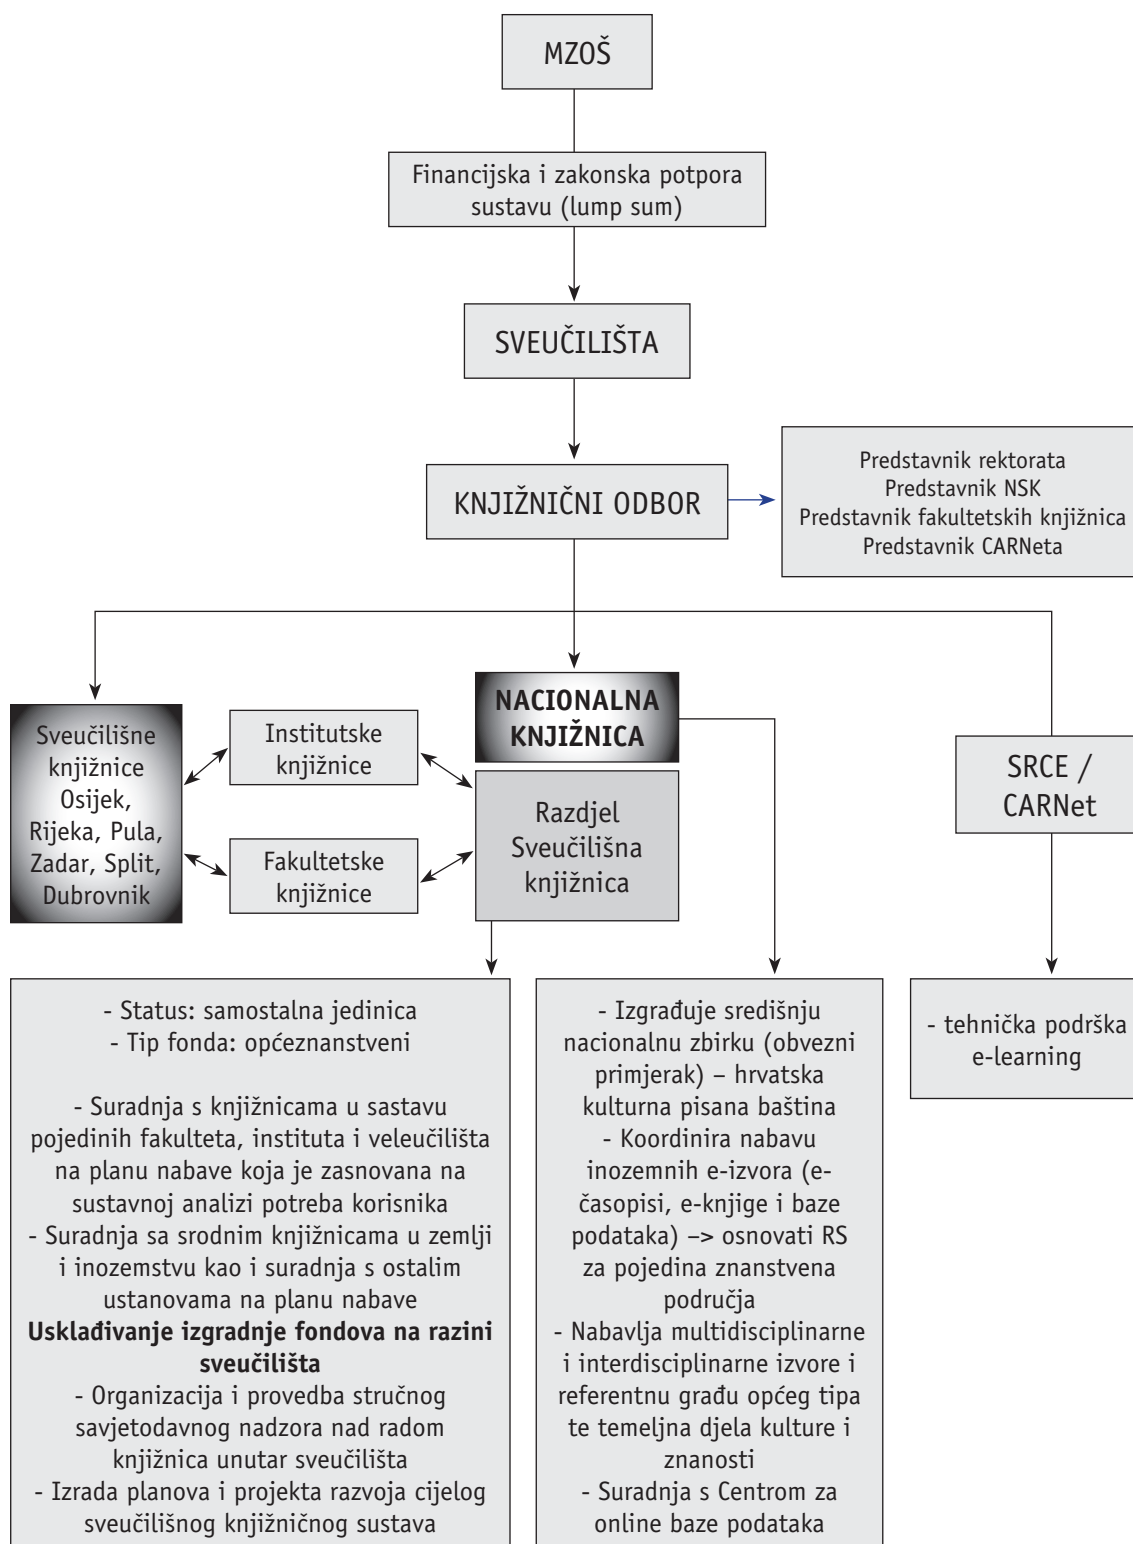 MZOŠ
Financijska i zakonska potpora
sustavu (lump sum)
SVEUČILIŠTA
KNJIŽNIČNI ODBOR
Predstavnik rektorata
Predstavnik NSK
Predstavnik fakultetskih knjižnica
Predstavnik CARNeta
Sveučilišne
knjižnice
Osijek,
Rijeka, Pula,
Zadar, Split,
Dubrovnik
Institutske
knjižnice
Fakultetske
knjižnice
NACIONALNA
KNJIŽNICA
Razdjel
Sveučilišna
knjižnica
SRCE /
CARNet
- Status: samostalna jedinica
- Tip fonda: općeznanstveni
- Suradnja s knjižnicama u sastavu
pojedinih fakulteta, instituta i veleučilišta
na planu nabave koja je zasnovana na
sustavnoj analizi potreba korisnika
- Suradnja sa srodnim knjižnicama u zemlji
i inozemstvu kao i suradnja s ostalim
ustanovama na planu nabave
Usklađivanje izgradnje fondova na razini
sveučilišta
- Organizacija i provedba stručnog
savjetodavnog nadzora nad radom
knjižnica unutar sveučilišta
- Izrada planova i projekta razvoja cijelog
sveučilišnog knjižničnog sustava
- Izgrađuje središnju
nacionalnu zbirku (obvezni
primjerak) – hrvatska
kulturna pisana baština
- Koordinira nabavu
inozemnih e-izvora (e-
časopisi, e-knjige i baze
podataka) –> osnovati RS
za pojedina znanstvena
područja
- Nabavlja multidisciplinarne
i interdisciplinarne izvore i
referentnu građu općeg tipa
te temeljna djela kulture i
znanosti
- Suradnja s Centrom za
online baze podataka
- tehnička podrška
e-learning